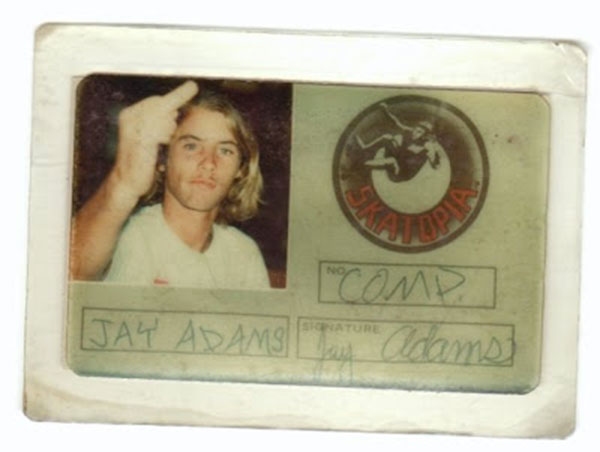 SKATOPIA
NO. COMP.
JAY ADAMS
SIGNATURE Jay Adams